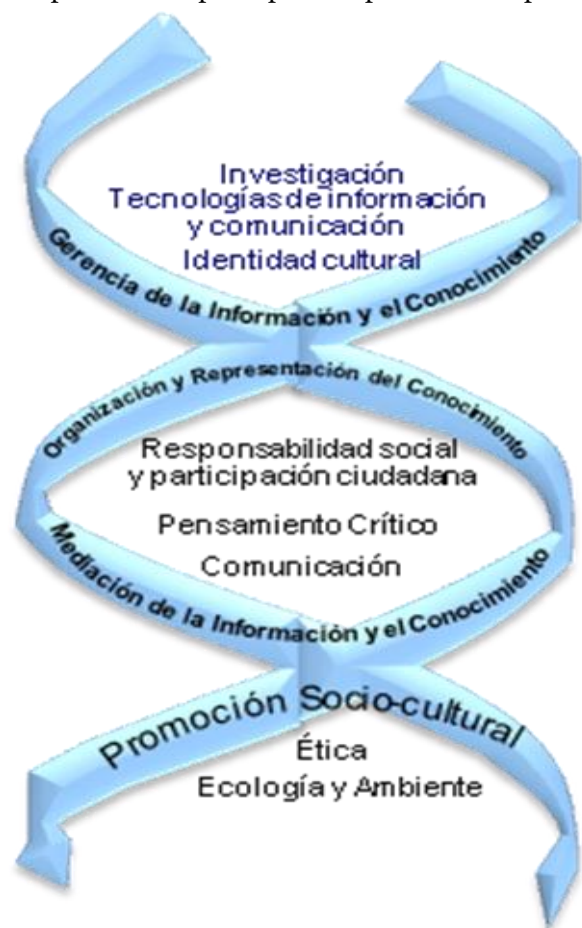 Investigación
Tecnologías de información
y comunicación
Identidad cultural
Gerencia de la Información y el Conocimiento
Organización y Representación del Conocimiento
Responsabilidad social
y participación ciudadana
Pensamiento Crítico
Comunicación
Mediación de la Información y el Conocimiento
Promoción Socio-cultural
Ética
Ecología y Ambiente